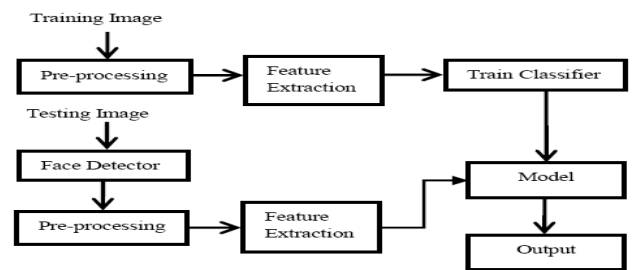 Training Image
Pre-processing
Feature
Extraction
Train Classifier
Testing Image
Face Detector
Model
Pre-processing
Feature
Extraction
Output